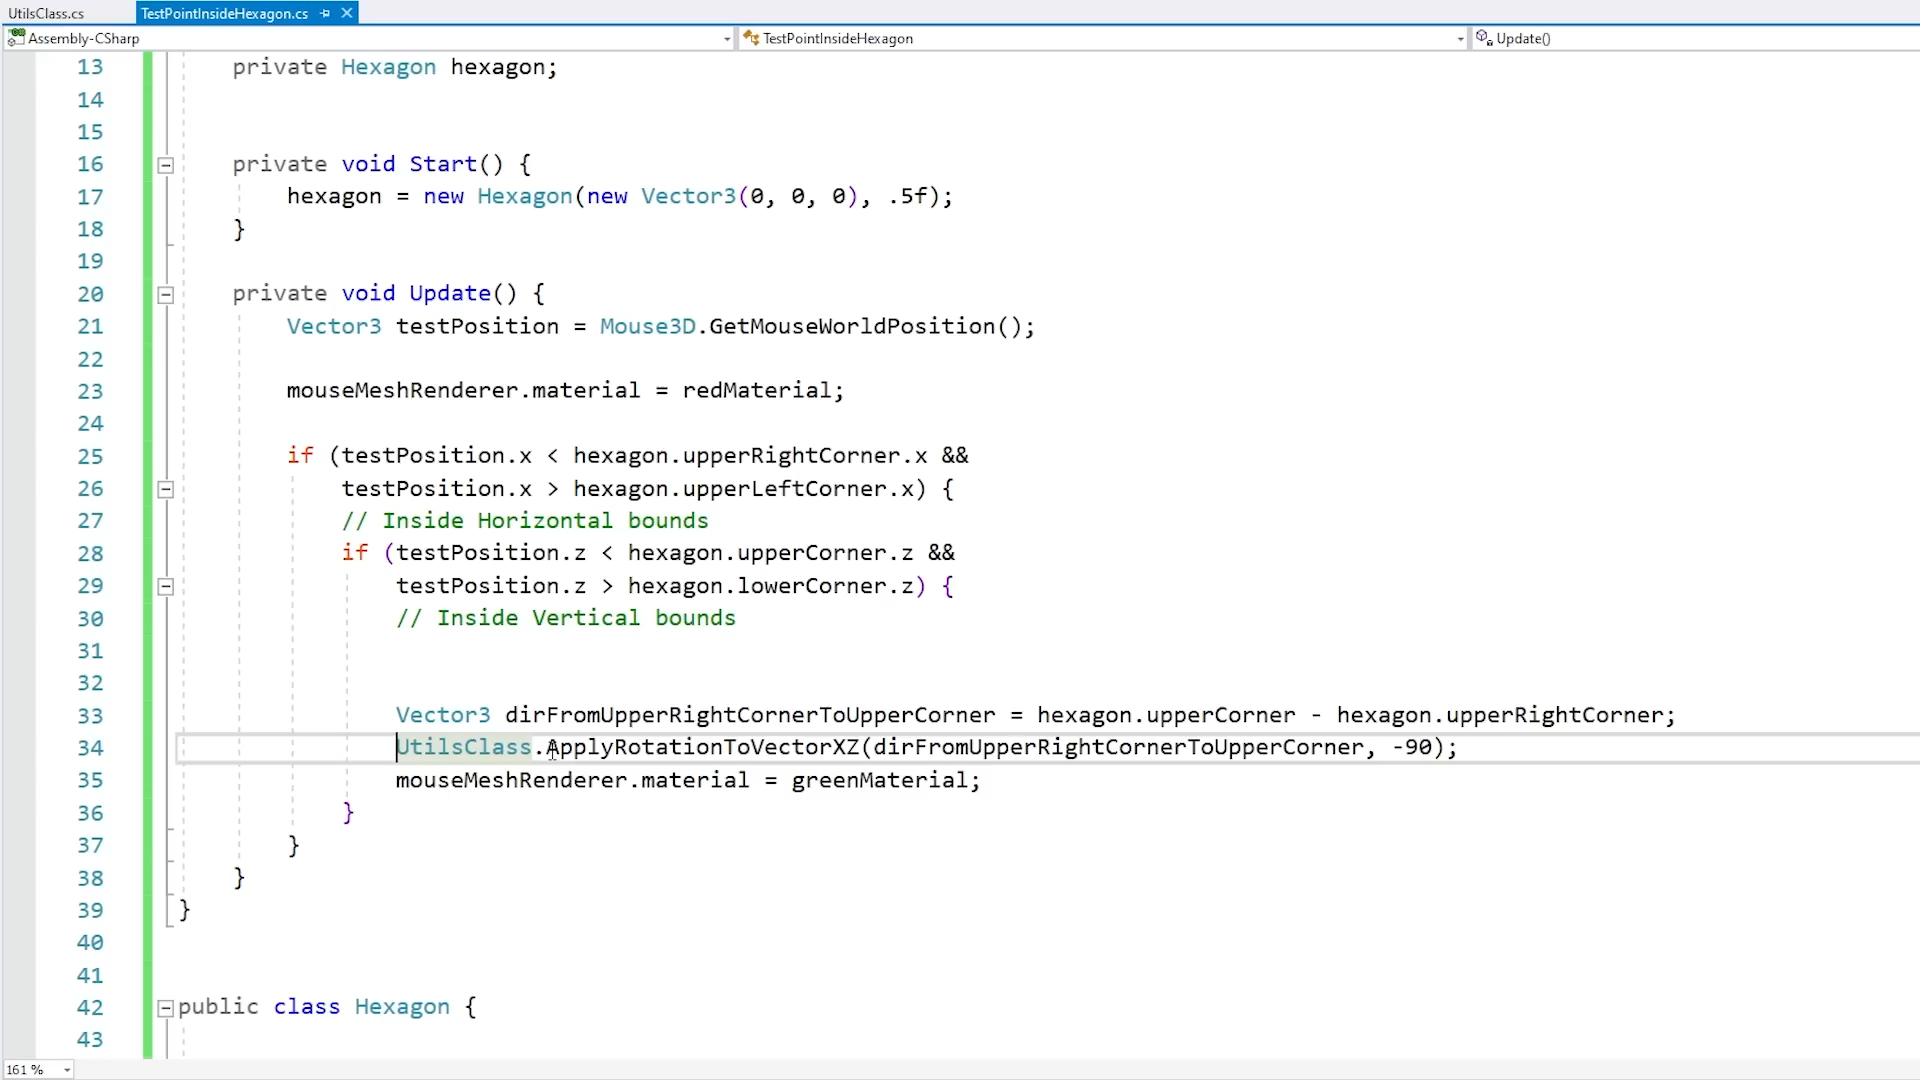 UtilsClass.cs
TestPointInsideHexagon.cs
Assembly-CSharp
TestPointInsideHexagon
Update()
13 private Hexagon hexagon;
14
15
16 private void Start() {
17 hexagon = new Hexagon(new Vector3(0, 0, 0), .5f);
18 }
19
20 private void Update() {
21 Vector3 testPosition = Mouse3D.GetMouseWorldPosition();
22
23 mouseMeshRenderer.material = redMaterial;
24
25 if (testPosition.x < hexagon.upperRightCorner.x &&
26 testPosition.x > hexagon.upperLeftCorner.x) {
27 // Inside Horizontal bounds
28 if (testPosition.z < hexagon.upperCorner.z &&
29 testPosition.z > hexagon.lowerCorner.z) {
30 // Inside Vertical bounds
31
32
33 Vector3 dirFromUpperRightCornerToUpperCorner = hexagon.upperCorner - hexagon.upperRightCorner;
34 UtilsClass.ApplyRotationToVectorXZ(dirFromUpperRightCornerToUpperCorner, -90);
35 mouseMeshRenderer.material = greenMaterial;
36 }
37 }
38 }
39 }
40
41
42 public class Hexagon {
43
161 %